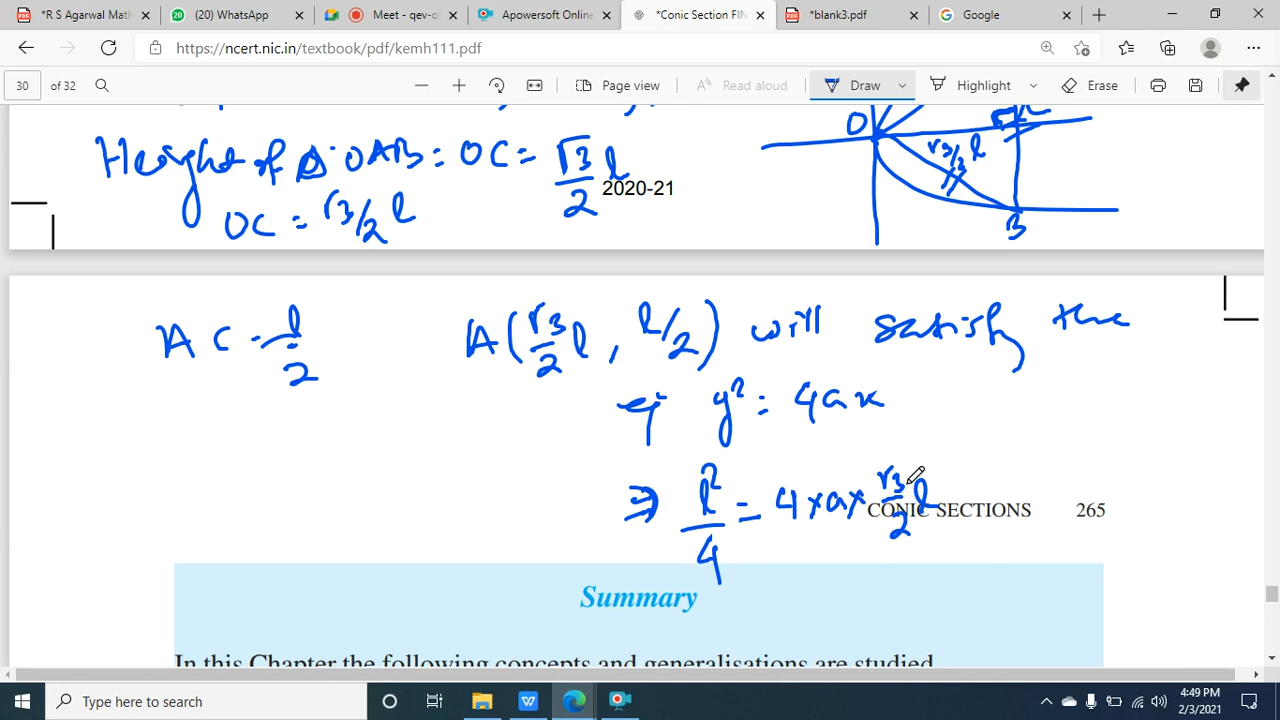 *R S Agarwal Mat
(20) WhatsApp
Meet - qev-o
Apowersoft Online
*Conic Section FIN
*blank3.pdf
Google
https://ncert.nic.in/textbook/pdf/kemh111.pdf
30 of 32
Page view
Read aloud
Draw
Highlight
Erase
Height of Δ OAB = OC = √3/2 l
2020-21
OC = √3/2 l
O
√3/2 l
B
AC = l/2
A(√3/2 l, l/2) will satisfy the
eqⁿ y² = 4ax
⇒ l²/4 = 4×a×√3/2 l
CONIC SECTIONS 265
Summary
In this Chapter the following concepts and generalisations are studied.
Type here to search
4:49 PM
2/3/2021